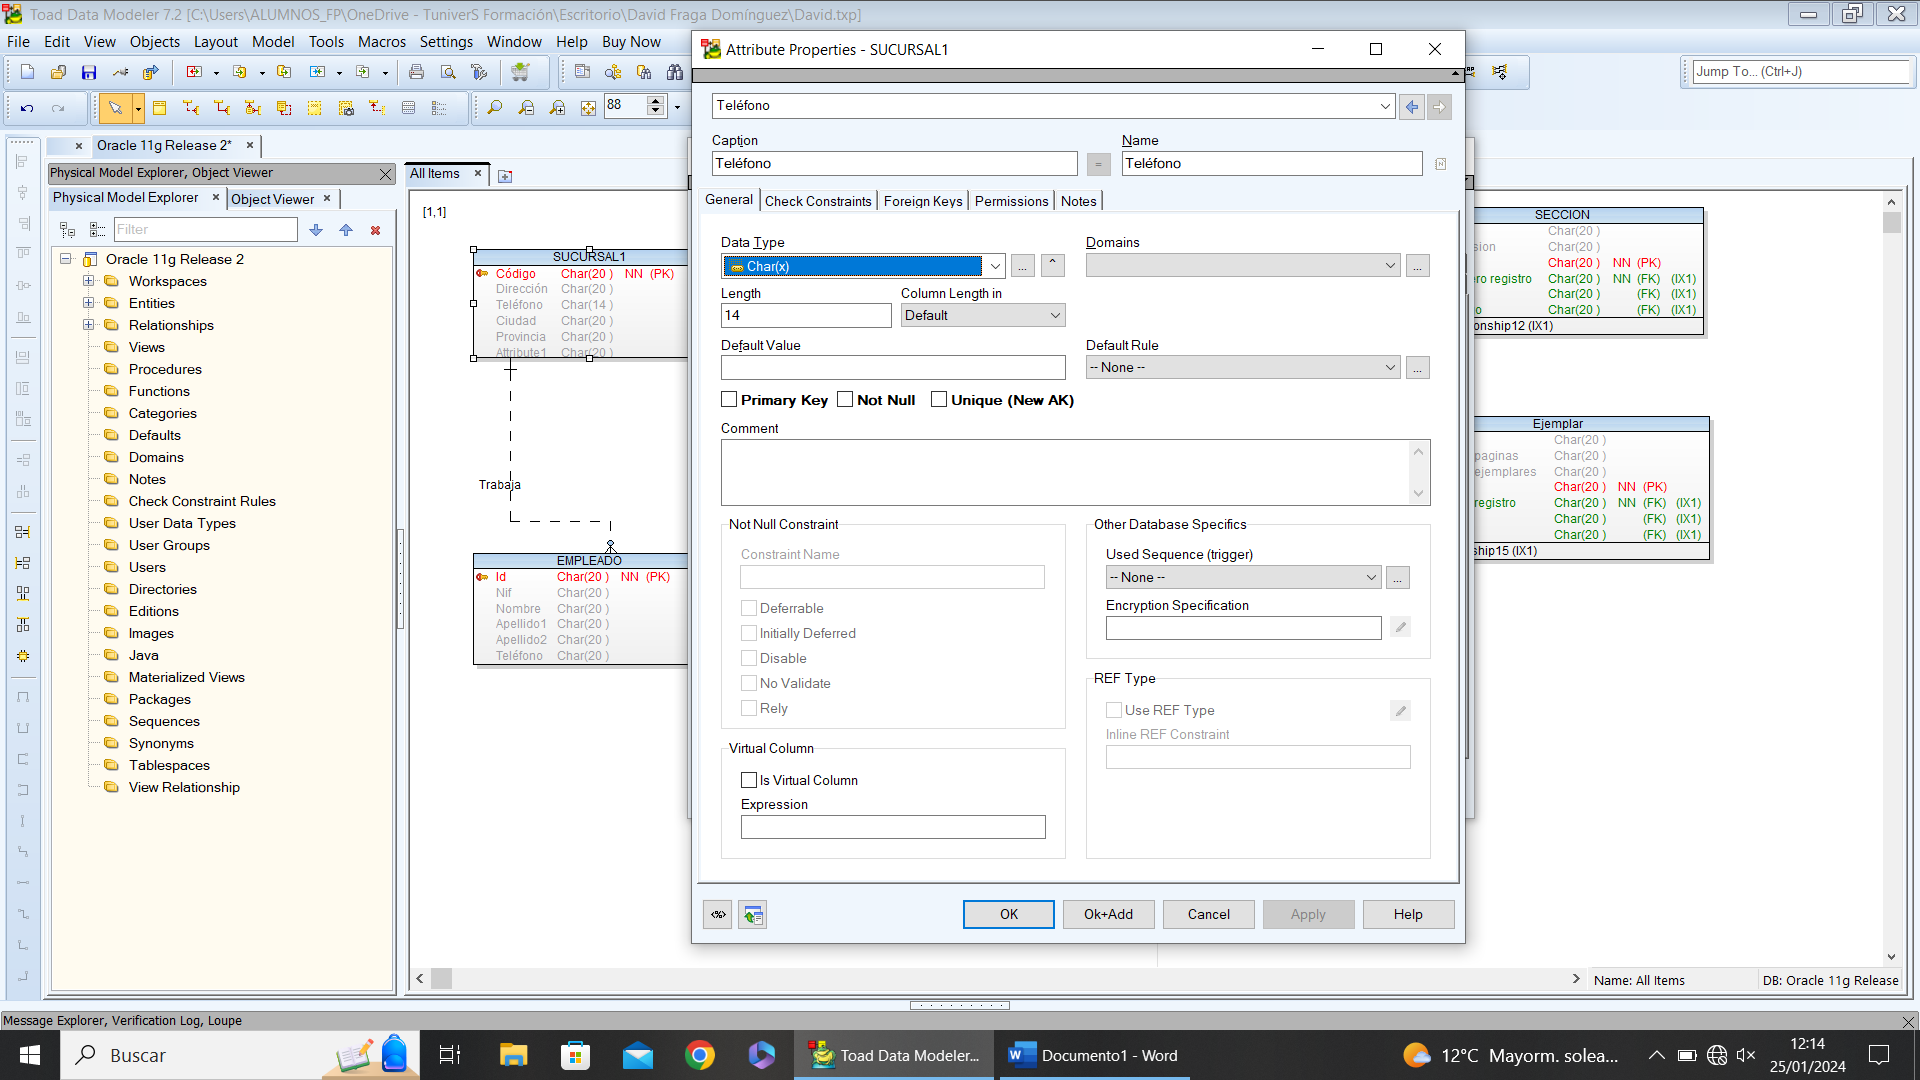 Toad Data Modeler 7.2 [C:\Users\ALUMNOS_FP\OneDrive - TuniverS Formación\Escritorio\David Fraga Domínguez\David.txp]
File Edit View Objects Layout Model Tools Macros Settings Window Help Buy Now
Jump To... (Ctrl+J)
88
Oracle 11g Release 2*
Physical Model Explorer, Object Viewer
Physical Model Explorer
Object Viewer
Filter
Oracle 11g Release 2
Workspaces
Entities
Relationships
Views
Procedures
Functions
Categories
Defaults
Domains
Notes
Check Constraint Rules
User Data Types
User Groups
Users
Directories
Editions
Images
Java
Materialized Views
Packages
Sequences
Synonyms
Tablespaces
View Relationship
All Items
[1,1]
SUCURSAL1
Código Char(20 ) NN (PK)
Dirección Char(20 )
Teléfono Char(14 )
Ciudad Char(20 )
Provincia Char(20 )
Attribute1 Char(20 )
Trabaja
EMPLEADO
Id Char(20 ) NN (PK)
Nif Char(20 )
Nombre Char(20 )
Apellido1 Char(20 )
Apellido2 Char(20 )
Teléfono Char(20 )
Attribute Properties - SUCURSAL1
Teléfono
Caption
Teléfono
=
Name
Teléfono
General
Check Constraints
Foreign Keys
Permissions
Notes
Data Type
Char(x)
...
Domains
...
Length
14
Column Length in
Default
Default Value
Default Rule
-- None --
...
Primary Key
Not Null
Unique (New AK)
Comment
Not Null Constraint
Constraint Name
Deferrable
Initially Deferred
Disable
No Validate
Rely
Virtual Column
Is Virtual Column
Expression
Other Database Specifics
Used Sequence (trigger)
-- None --
...
Encryption Specification
REF Type
Use REF Type
Inline REF Constraint
OK
Ok+Add
Cancel
Apply
Help
SECCION
Char(20 )
sion Char(20 )
Char(20 ) NN (PK)
ro registro Char(20 ) NN (FK) (IX1)
Char(20 ) (FK) (IX1)
o Char(20 ) (FK) (IX1)
onship12 (IX1)
Ejemplar
Char(20 )
paginas Char(20 )
ejemplares Char(20 )
Char(20 ) NN (PK)
registro Char(20 ) NN (FK) (IX1)
Char(20 ) (FK) (IX1)
Char(20 ) (FK) (IX1)
ship15 (IX1)
Name: All Items
DB: Oracle 11g Release
Message Explorer, Verification Log, Loupe
Buscar
Toad Data Modeler...
Documento1 - Word
12°C Mayorm. solea...
12:14
25/01/2024